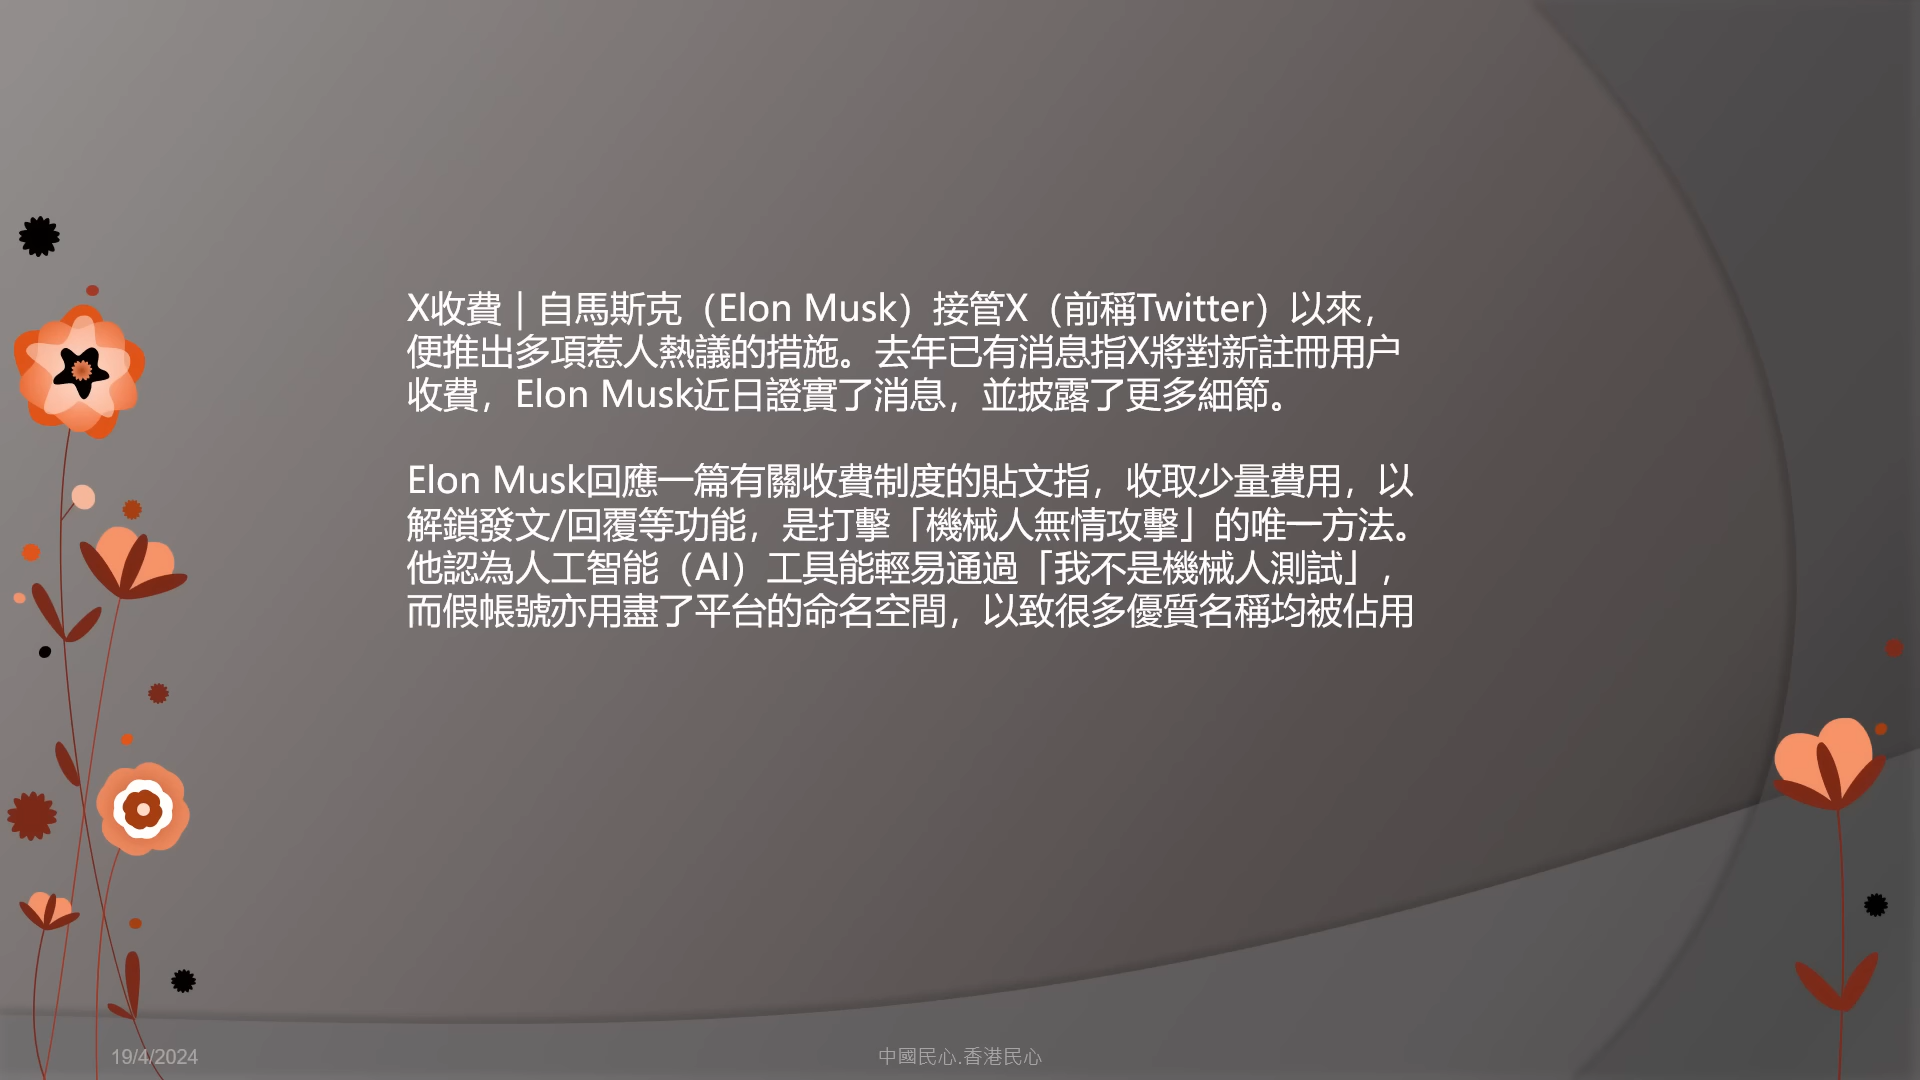 X收費｜自馬斯克（Elon Musk）接管X（前稱Twitter）以來，
便推出多項惹人熱議的措施。去年已有消息指X將對新註冊用户
收費，Elon Musk近日證實了消息，並披露了更多細節。
Elon Musk回應一篇有關收費制度的貼文指，收取少量費用，以
解鎖發文/回覆等功能，是打擊「機械人無情攻擊」的唯一方法。
他認為人工智能（AI）工具能輕易通過「我不是機械人測試」，
而假帳號亦用盡了平台的命名空間，以致很多優質名稱均被佔用
19/4/2024
中國民心.香港民心